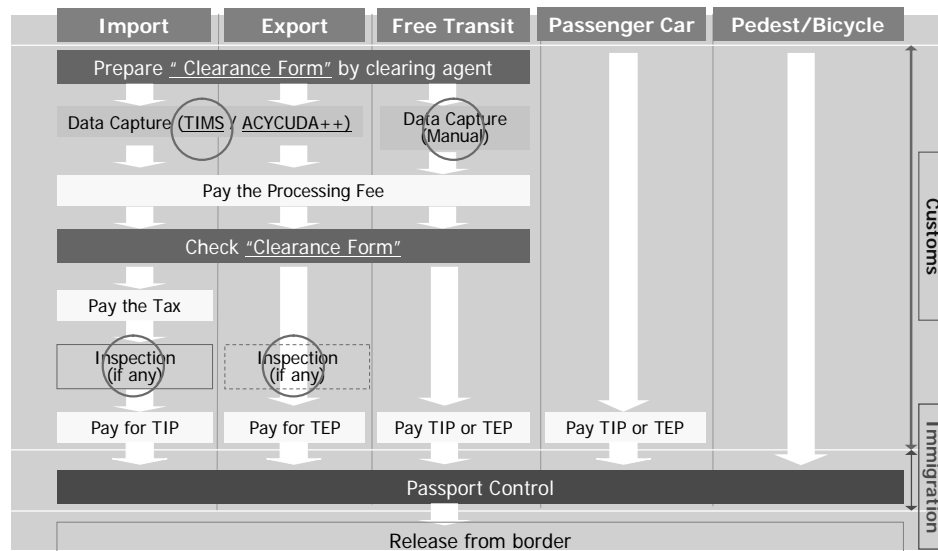 Import
Export
Free Transit
Passenger Car
Pedest/Bicycle
Prepare “ Clearance Form” by clearing agent
Data Capture (TIMS / ACYCUDA++)
Data Capture
(Manual)
Pay the Processing Fee
Check “Clearance Form”
Pay the Tax
Inspection
(if any)
Inspection
(if any)
Pay for TIP
Pay for TEP
Pay TIP or TEP
Pay TIP or TEP
Passport Control
Release from border
Customs
Immigration